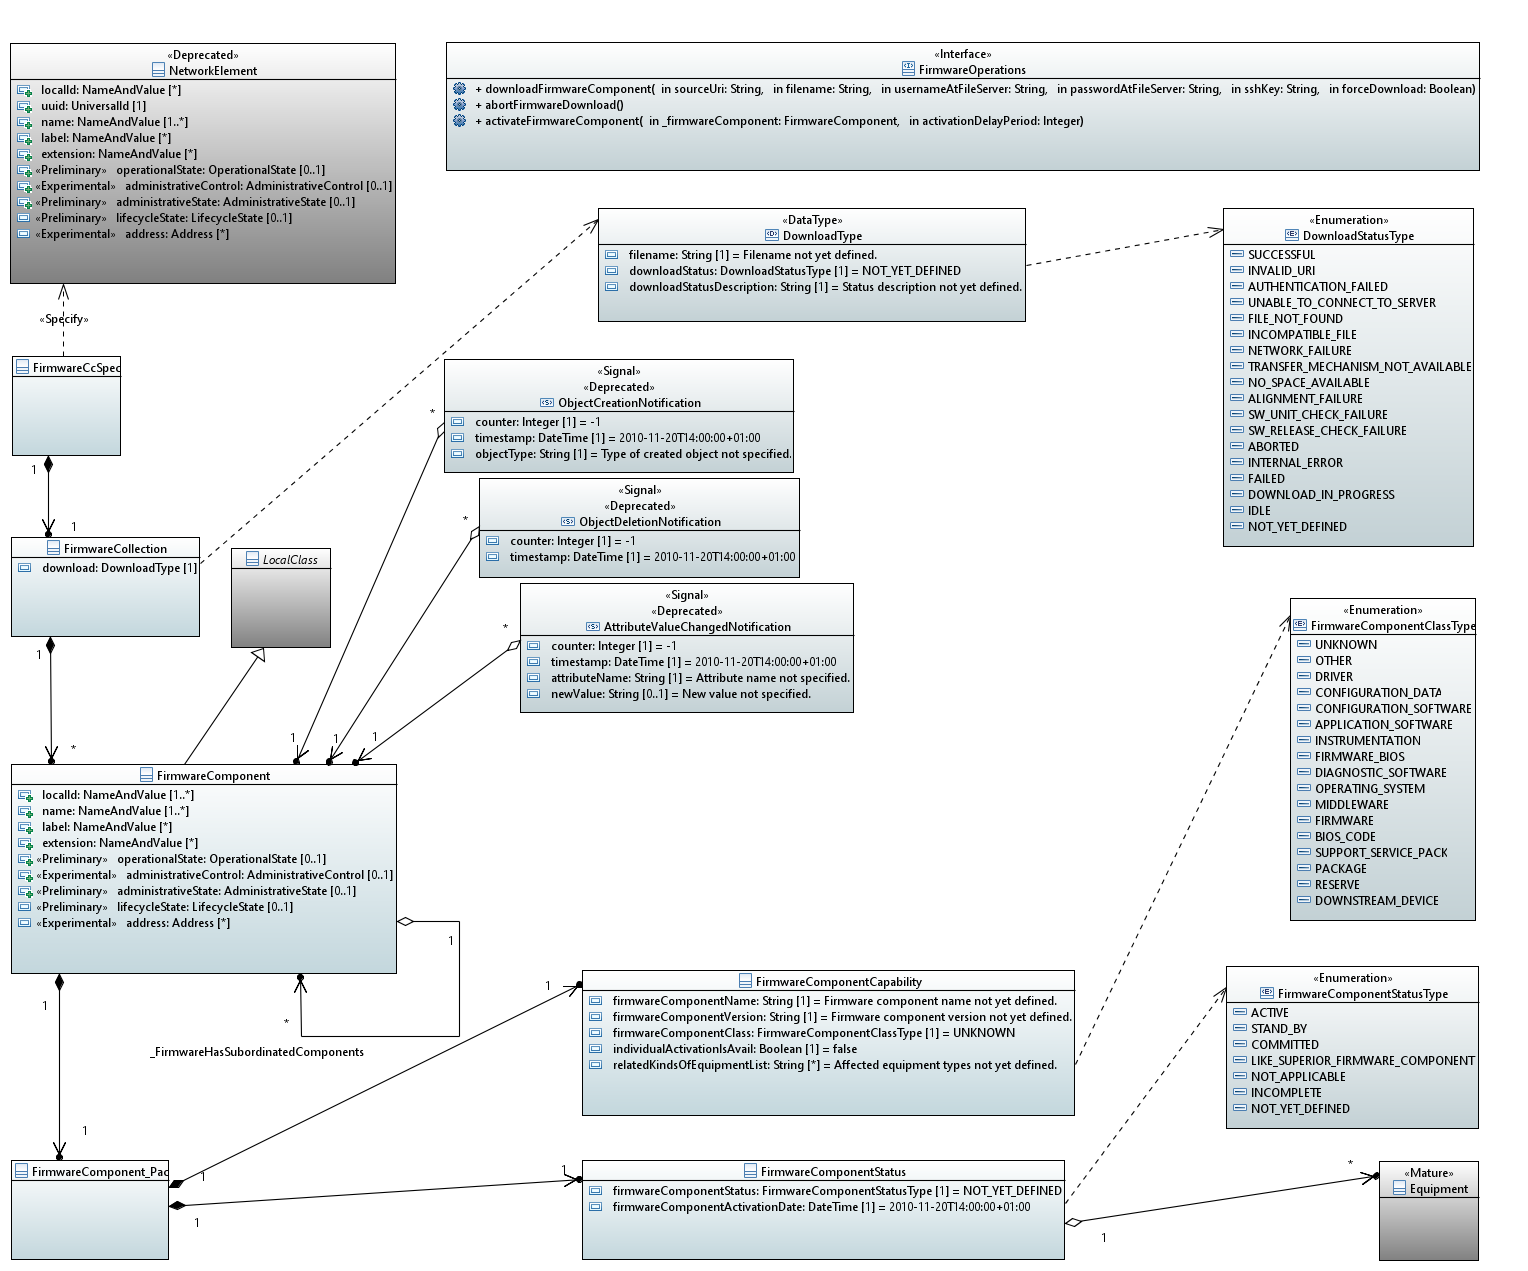 «Deprecated»
NetworkElement
localId: NameAndValue [*]
uuid: UniversalId [1]
name: NameAndValue [1..*]
label: NameAndValue [*]
extension: NameAndValue [*]
«Preliminary» operationalState: OperationalState [0..1]
«Experimental» administrativeControl: AdministrativeControl [0..1]
«Preliminary» administrativeState: AdministrativeState [0..1]
«Preliminary» lifecycleState: LifecycleState [0..1]
«Experimental» address: Address [*]
«Interface»
FirmwareOperations
+ downloadFirmwareComponent( in sourceUri: String, in filename: String, in usernameAtFileServer: String, in passwordAtFileServer: String, in sshKey: String, in forceDownload: Boolean)
+ abortFirmwareDownload()
+ activateFirmwareComponent( in _firmwareComponent: FirmwareComponent, in activationDelayPeriod: Integer)
«DataType»
DownloadType
filename: String [1] = Filename not yet defined.
downloadStatus: DownloadStatusType [1] = NOT_YET_DEFINED
downloadStatusDescription: String [1] = Status description not yet defined.
«Enumeration»
DownloadStatusType
SUCCESSFUL
INVALID_URI
AUTHENTICATION_FAILED
UNABLE_TO_CONNECT_TO_SERVER
FILE_NOT_FOUND
INCOMPATIBLE_FILE
NETWORK_FAILURE
TRANSFER_MECHANISM_NOT_AVAILABLE
NO_SPACE_AVAILABLE
ALIGNMENT_FAILURE
SW_UNIT_CHECK_FAILURE
SW_RELEASE_CHECK_FAILURE
ABORTED
INTERNAL_ERROR
FAILED
DOWNLOAD_IN_PROGRESS
IDLE
NOT_YET_DEFINED
«Specify»
FirmwareCcSpec
1
1
«Signal»
«Deprecated»
ObjectCreationNotification
counter: Integer [1] = -1
timestamp: DateTime [1] = 2010-11-20T14:00:00+01:00
objectType: String [1] = Type of created object not specified.
*
«Signal»
«Deprecated»
ObjectDeletionNotification
counter: Integer [1] = -1
timestamp: DateTime [1] = 2010-11-20T14:00:00+01:00
*
FirmwareCollection
download: DownloadType [1]
1
*
LocalClass
«Signal»
«Deprecated»
AttributeValueChangedNotification
counter: Integer [1] = -1
timestamp: DateTime [1] = 2010-11-20T14:00:00+01:00
attributeName: String [1] = Attribute name not specified.
newValue: String [0..1] = New value not specified.
*
1
1
1
«Enumeration»
FirmwareComponentClassType
UNKNOWN
OTHER
DRIVER
CONFIGURATION_DATA
CONFIGURATION_SOFTWARE
APPLICATION_SOFTWARE
INSTRUMENTATION
FIRMWARE_BIOS
DIAGNOSTIC_SOFTWARE
OPERATING_SYSTEM
MIDDLEWARE
FIRMWARE
BIOS_CODE
SUPPORT_SERVICE_PACK
PACKAGE
RESERVE
DOWNSTREAM_DEVICE
FirmwareComponent
localId: NameAndValue [1..*]
name: NameAndValue [1..*]
label: NameAndValue [*]
extension: NameAndValue [*]
«Preliminary» operationalState: OperationalState [0..1]
«Experimental» administrativeControl: AdministrativeControl [0..1]
«Preliminary» administrativeState: AdministrativeState [0..1]
«Preliminary» lifecycleState: LifecycleState [0..1]
«Experimental» address: Address [*]
1
*
_FirmwareHasSubordinatedComponents
1
1
FirmwareComponentCapability
firmwareComponentName: String [1] = Firmware component name not yet defined.
firmwareComponentVersion: String [1] = Firmware component version not yet defined.
firmwareComponentClass: FirmwareComponentClassType [1] = UNKNOWN
individualActivationIsAvail: Boolean [1] = false
relatedKindsOfEquipmentList: String [*] = Affected equipment types not yet defined.
1
«Enumeration»
FirmwareComponentStatusType
ACTIVE
STAND_BY
COMMITTED
LIKE_SUPERIOR_FIRMWARE_COMPONENT
NOT_APPLICABLE
INCOMPLETE
NOT_YET_DEFINED
FirmwareComponent_Pac
1
1
1
FirmwareComponentStatus
firmwareComponentStatus: FirmwareComponentStatusType [1] = NOT_YET_DEFINED
firmwareComponentActivationDate: DateTime [1] = 2010-11-20T14:00:00+01:00
1
*
«Mature»
Equipment